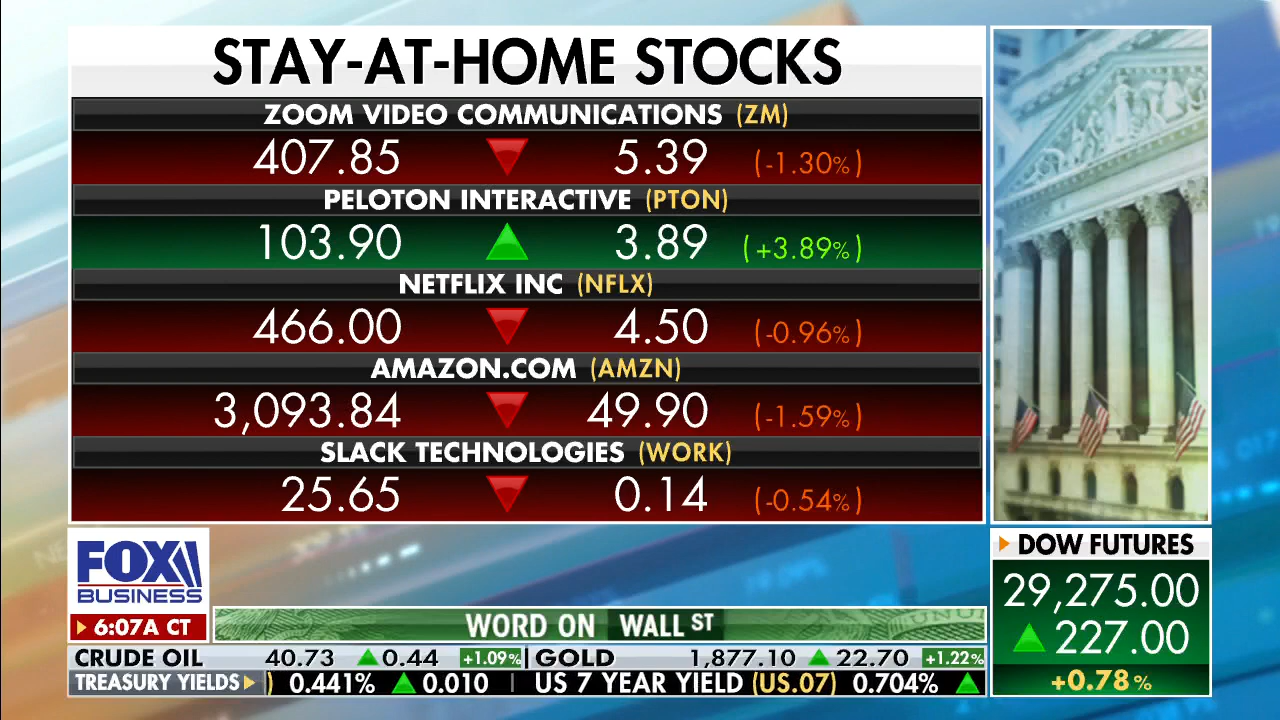 STAY-AT-HOME STOCKS
ZOOM VIDEO COMMUNICATIONS (ZM)
407.85 ▼ 5.39 (-1.30%)
PELOTON INTERACTIVE (PTON)
103.90 ▲ 3.89 (+3.89%)
NETFLIX INC (NFLX)
466.00 ▼ 4.50 (-0.96%)
AMAZON.COM (AMZN)
3,093.84 ▼ 49.90 (-1.59%)
SLACK TECHNOLOGIES (WORK)
25.65 ▼ 0.14 (-0.54%)
DOW FUTURES
29,275.00
▲ 227.00
+0.78%
FOX
BUSINESS
6:07A CT
WORD ON WALL ST
CRUDE OIL 40.73 ▲0.44 +1.09% GOLD 1,877.10 ▲ 22.70 +1.22%
TREASURY YIELDS ) 0.441% ▲ 0.010 | US 7 YEAR YIELD (US.07) 0.704% ▲